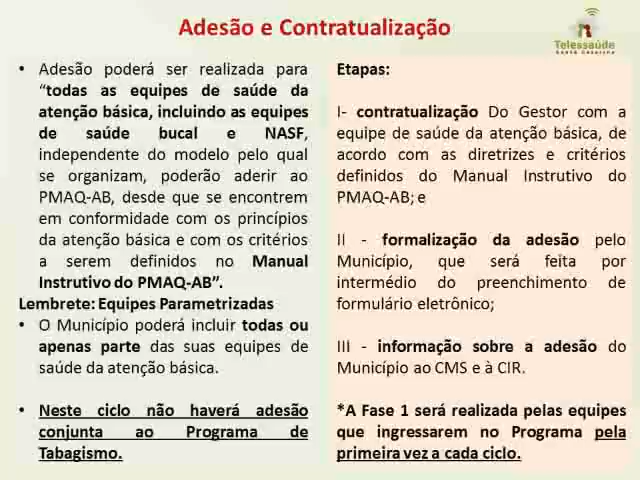 Adesão e Contratualização
Telessaúde
SANTA CATARINA
• Adesão poderá ser realizada para
“todas as equipes de saúde da
atenção básica, incluindo as equipes
de saúde bucal e NASF,
independente do modelo pelo qual
se organizam, poderão aderir ao
PMAQ-AB, desde que se encontrem
em conformidade com os princípios
da atenção básica e com os critérios
a serem definidos no Manual
Instrutivo do PMAQ-AB”.
Lembrete: Equipes Parametrizadas
• O Município poderá incluir todas ou
apenas parte das suas equipes de
saúde da atenção básica.
• Neste ciclo não haverá adesão
conjunta ao Programa de
Tabagismo.
Etapas:
I- contratualização Do Gestor com a
equipe de saúde da atenção básica, de
acordo com as diretrizes e critérios
definidos do Manual Instrutivo do
PMAQ-AB; e
II - formalização da adesão pelo
Município, que será feita por
intermédio do preenchimento de
formulário eletrônico;
III - informação sobre a adesão do
Município ao CMS e à CIR.
*A Fase 1 será realizada pelas equipes
que ingressarem no Programa pela
primeira vez a cada ciclo.